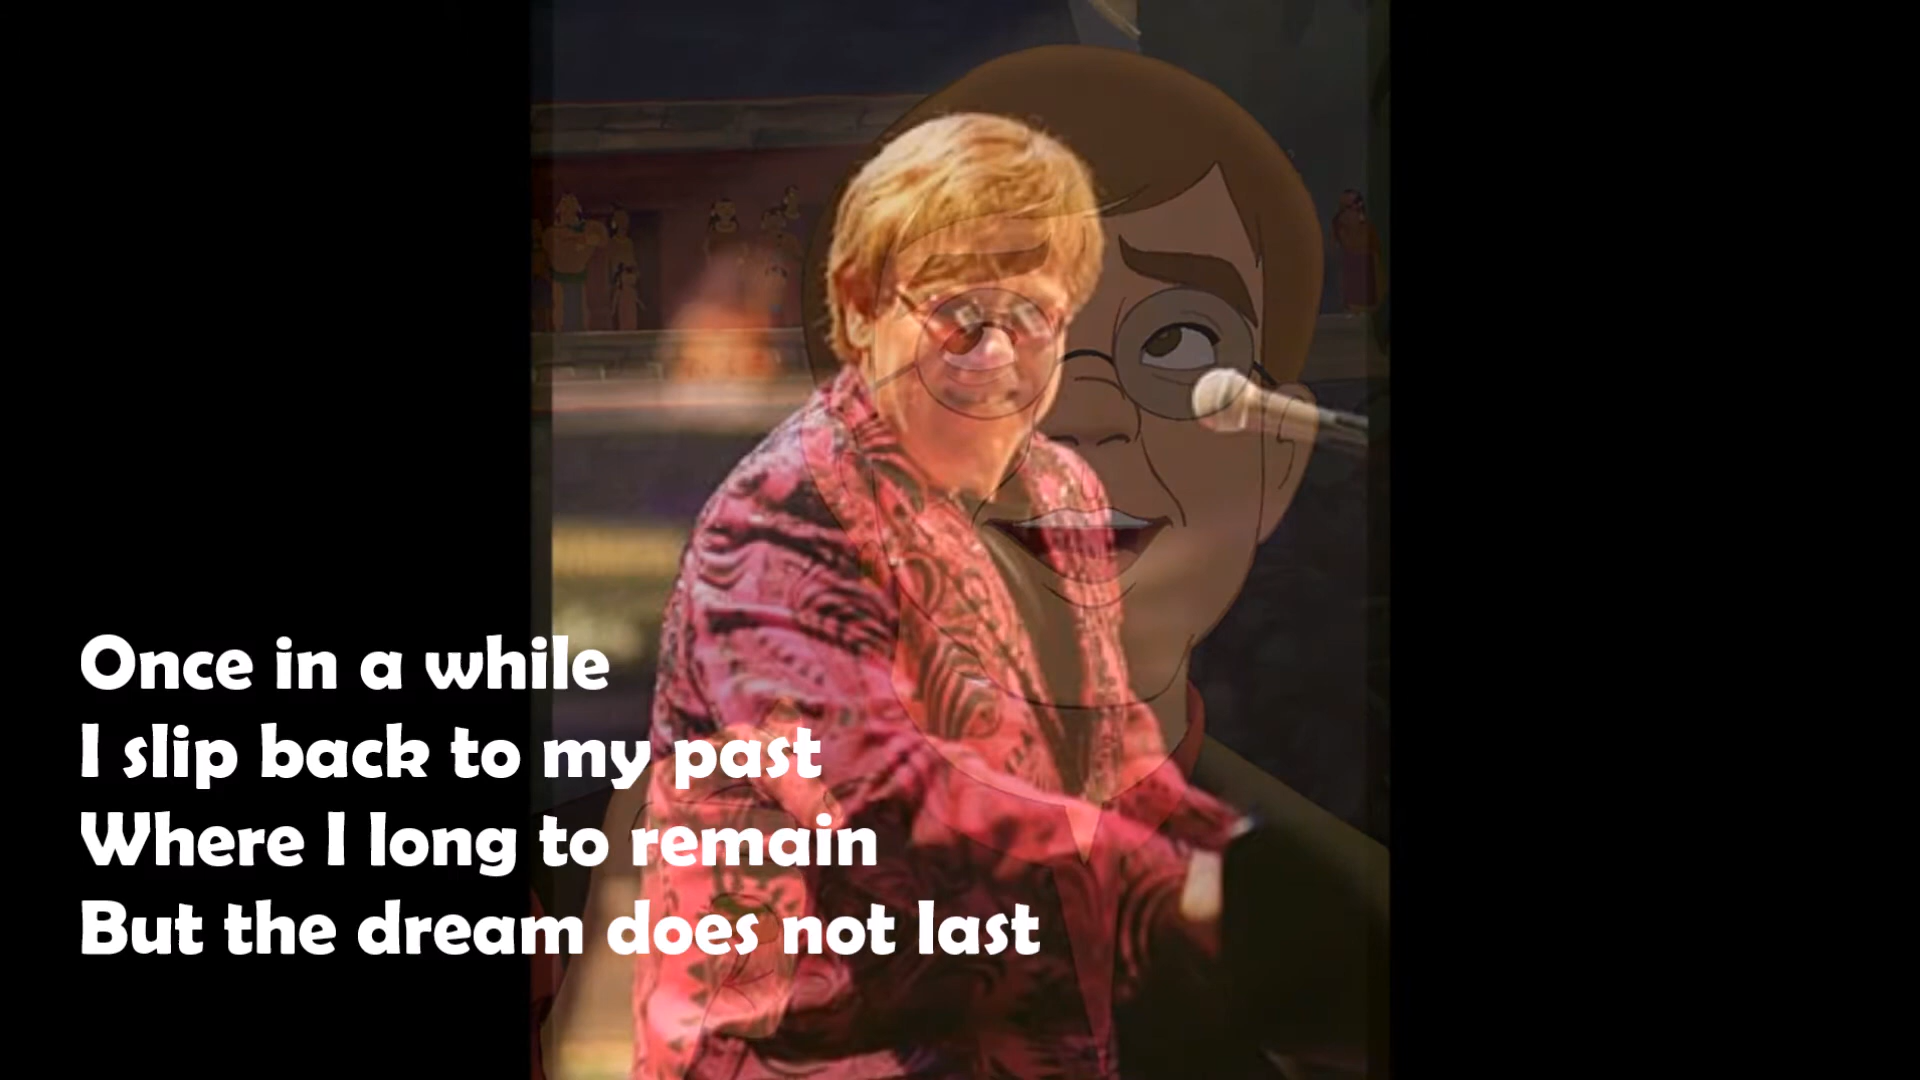 Once in a while
I slip back to my past
Where I long to remain
But the dream does not last